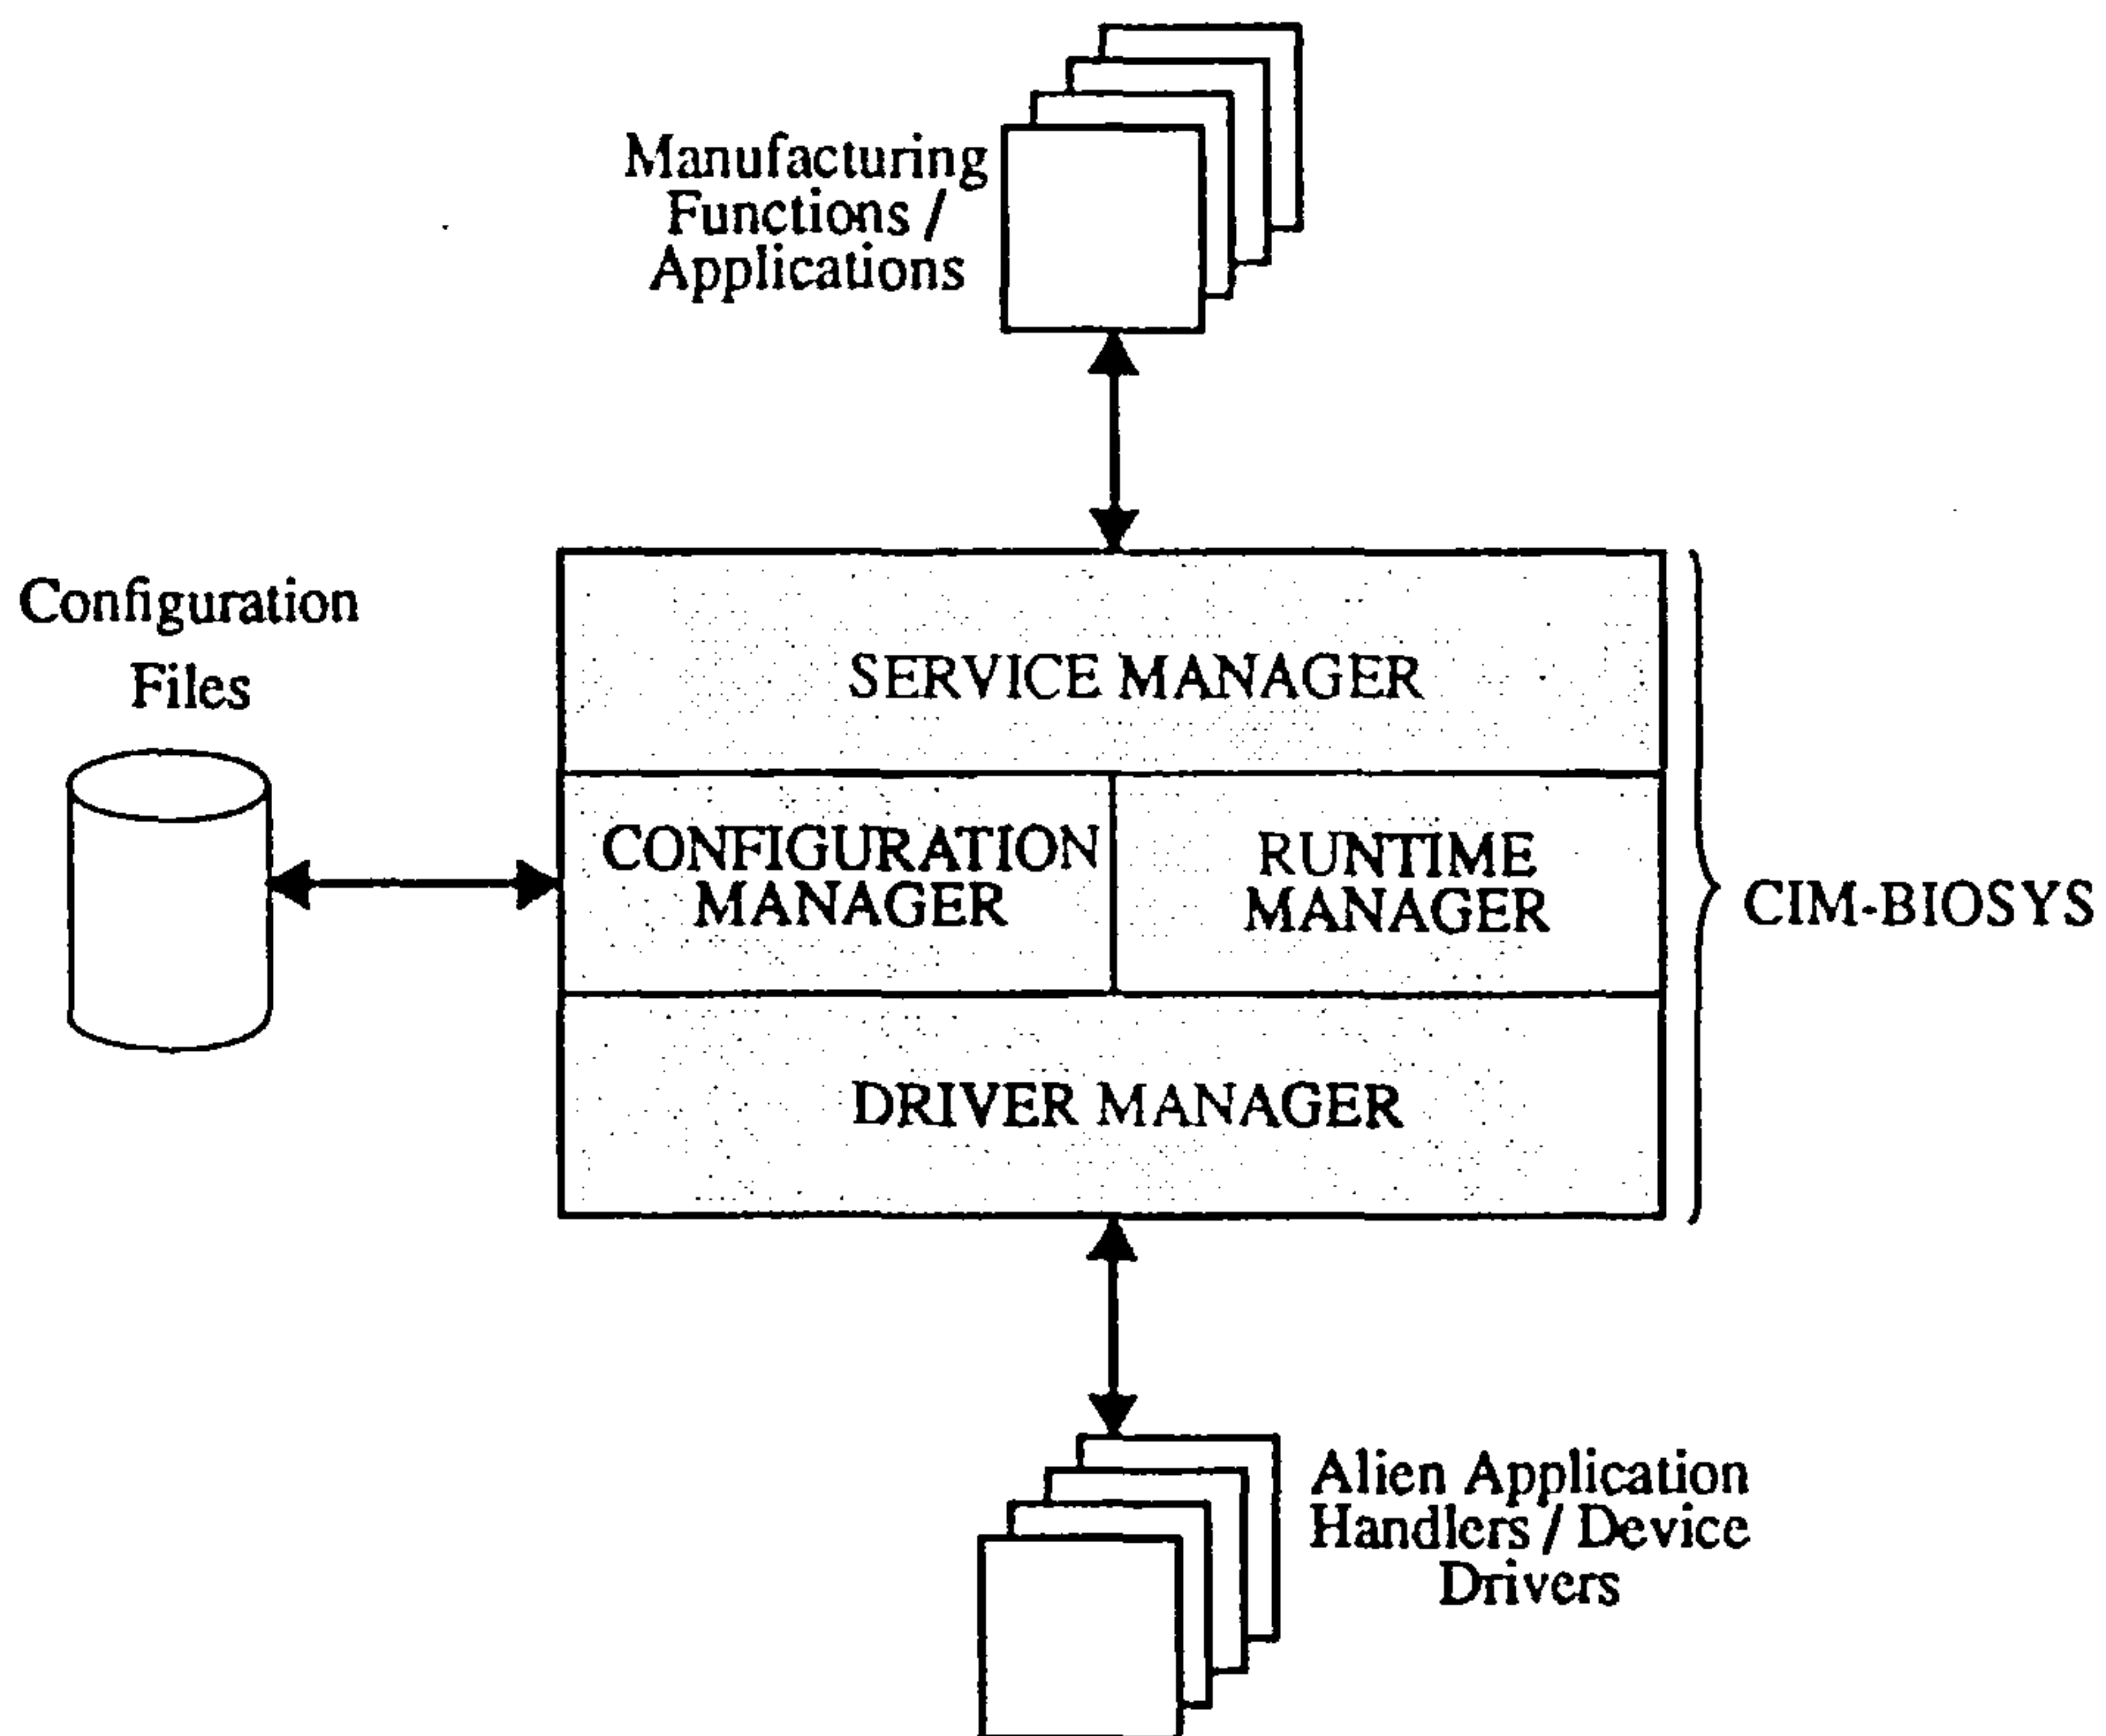 Manufacturing
Functions /
Applications
Configuration
Files
SERVICE MANAGER
CONFIGURATION
MANAGER
RUNTIME
MANAGER
CIM-BIOSYS
DRIVER MANAGER
Alien Application
Handlers / Device
Drivers